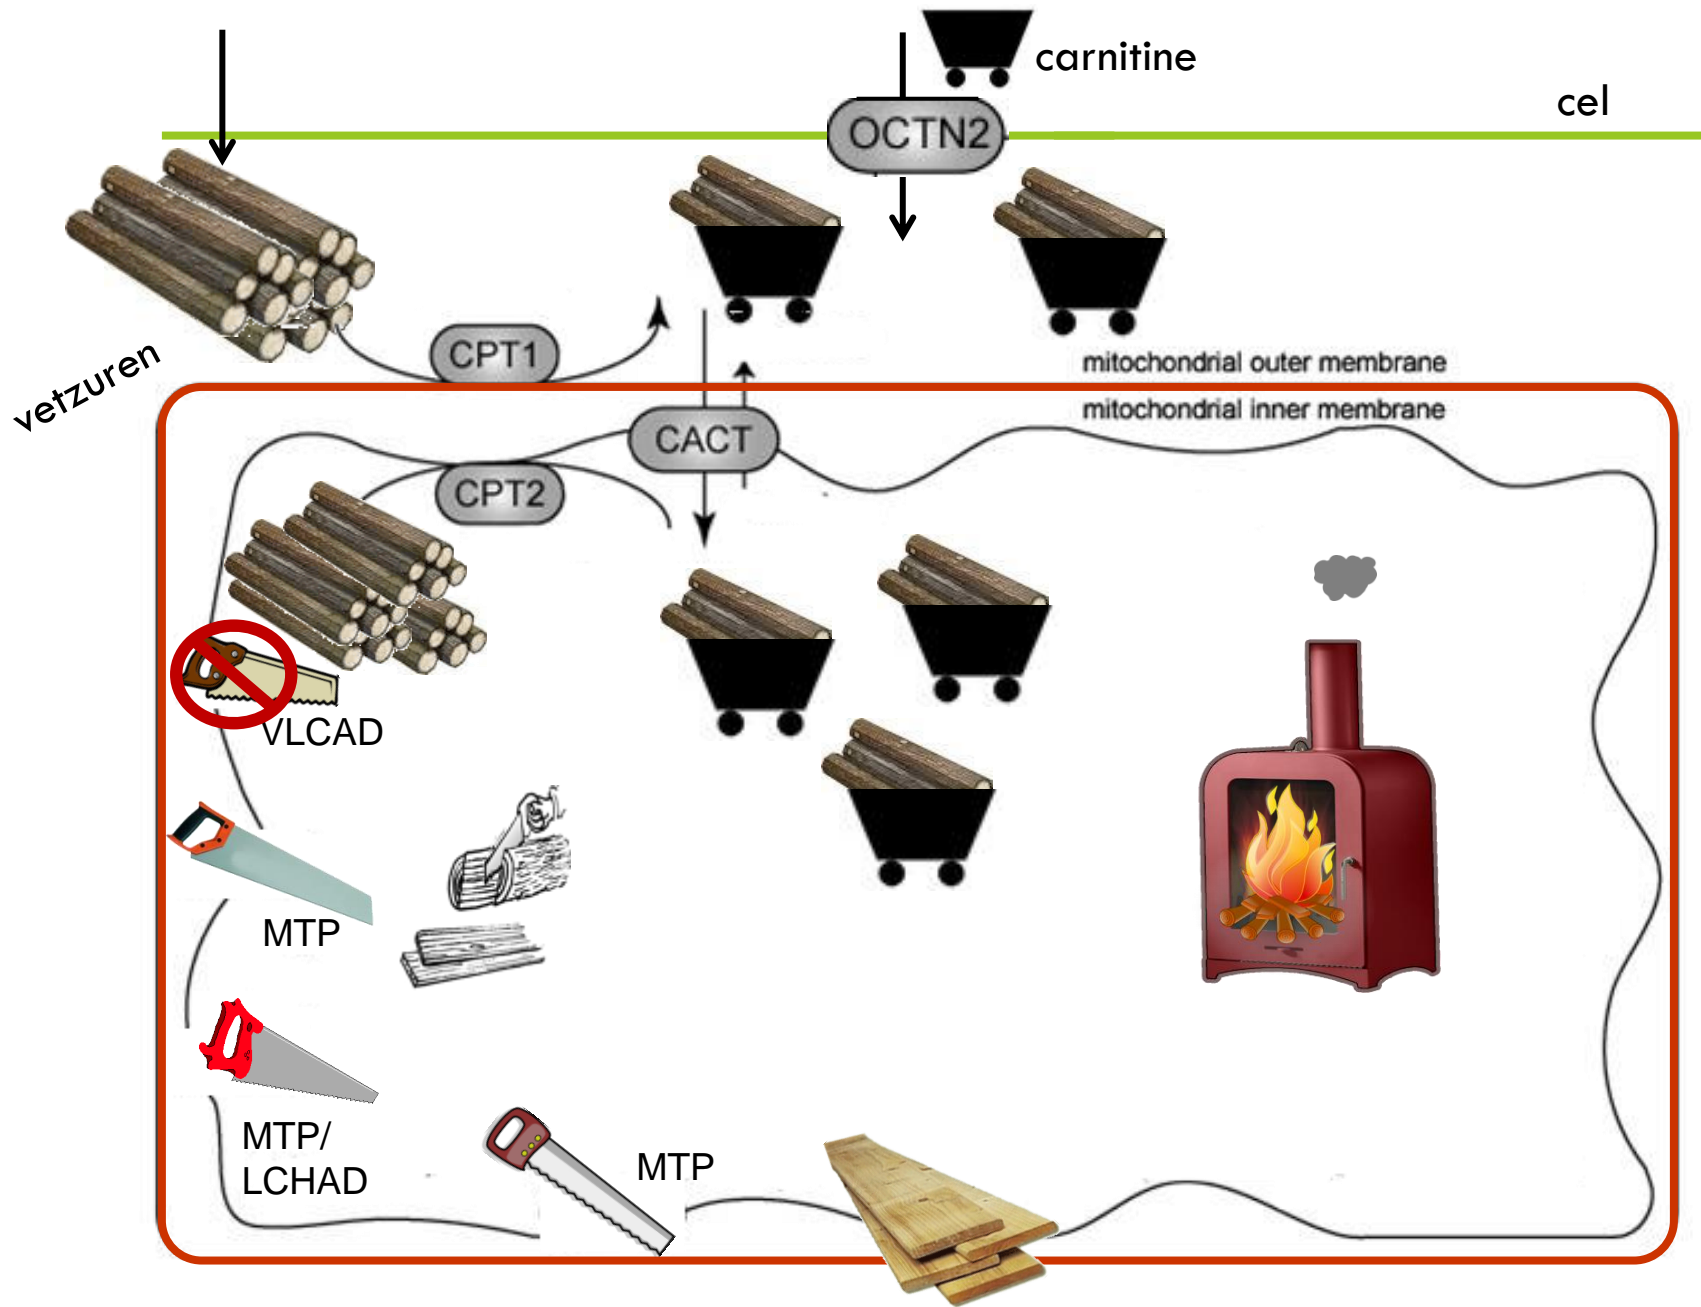 carnitine
cel
OCTN2
vetzuren
CPT1
mitochondrial outer membrane
mitochondrial inner membrane
CACT
CPT2
VLCAD
MTP
MTP/
LCHAD
MTP